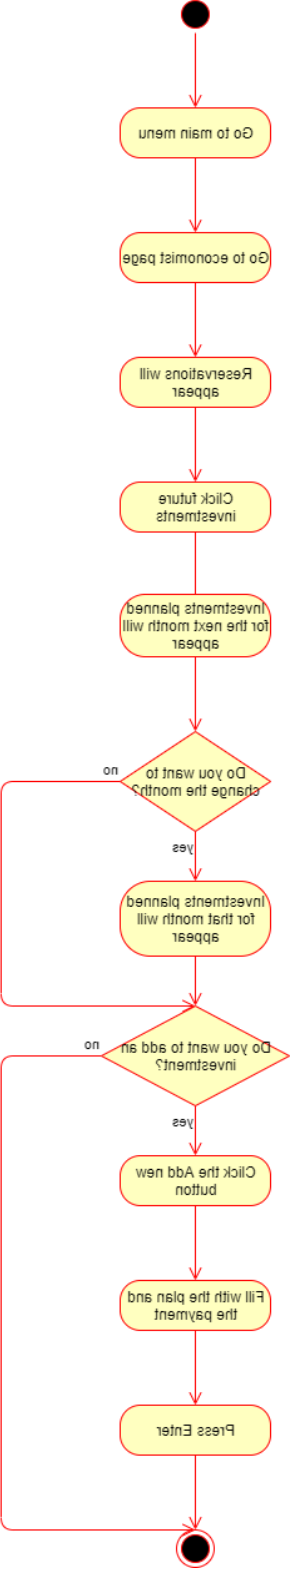 Go to main menu
Go to economist page
Reservations will
appear
Click future
investments
Investments planned
for the next month will
appear
Do you want to
change the month?
no
yes
Investments planned
for that month will
appear
Do you want to add an
investment?
no
yes
Click the Add new
button
Fill with the plan and
the payment
Press Enter